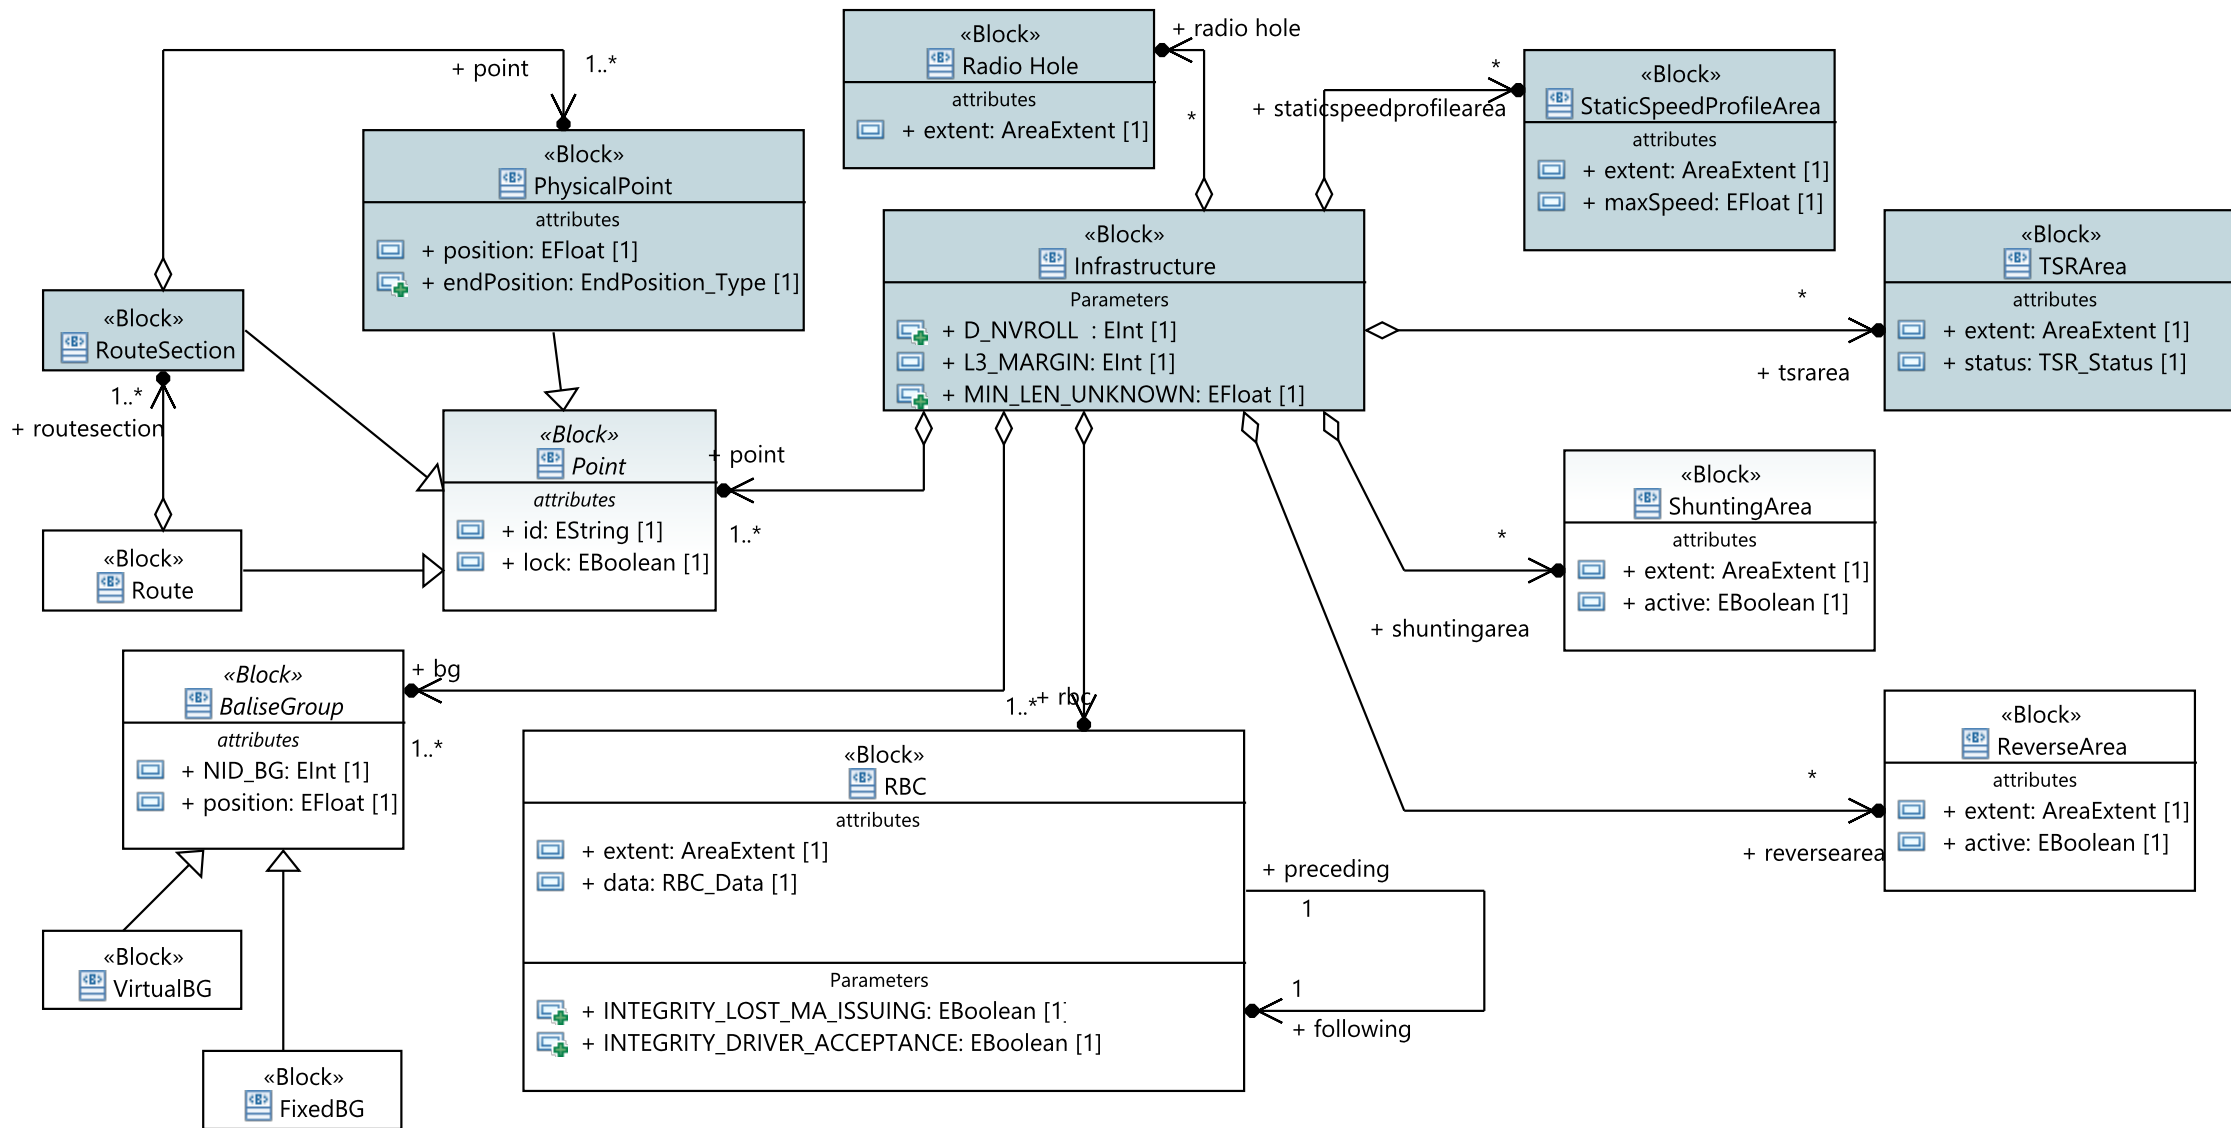 + point
1..*
«Block»
PhysicalPoint
attributes
+ position: EFloat [1]
+ endPosition: EndPosition_Type [1]
«Block»
Radio Hole
attributes
+ extent: AreaExtent [1]
+ radio hole
*
*
+ staticspeedprofilearea
«Block»
StaticSpeedProfileArea
attributes
+ extent: AreaExtent [1]
+ maxSpeed: EFloat [1]
«Block»
Infrastructure
Parameters
+ D_NVROLL : EInt [1]
+ L3_MARGIN: EInt [1]
+ MIN_LEN_UNKNOWN: EFloat [1]
*
+ tsrarea
«Block»
TSRArea
attributes
+ extent: AreaExtent [1]
+ status: TSR_Status [1]
«Block»
RouteSection
1..*
+ routesection
«Block»
Route
«Block»
Point
attributes
+ id: EString [1]
+ lock: EBoolean [1]
+ point
1..*
*
+ shuntingarea
«Block»
ShuntingArea
attributes
+ extent: AreaExtent [1]
+ active: EBoolean [1]
«Block»
BaliseGroup
attributes
+ NID_BG: EInt [1]
+ position: EFloat [1]
+ bg
1..*
1..*
+ rbc
«Block»
RBC
attributes
+ extent: AreaExtent [1]
+ data: RBC_Data [1]
Parameters
+ INTEGRITY_LOST_MA_ISSUING: EBoolean [1]
+ INTEGRITY_DRIVER_ACCEPTANCE: EBoolean [1]
+ preceding
1
1
+ following
*
+ reversearea
«Block»
ReverseArea
attributes
+ extent: AreaExtent [1]
+ active: EBoolean [1]
«Block»
VirtualBG
«Block»
FixedBG